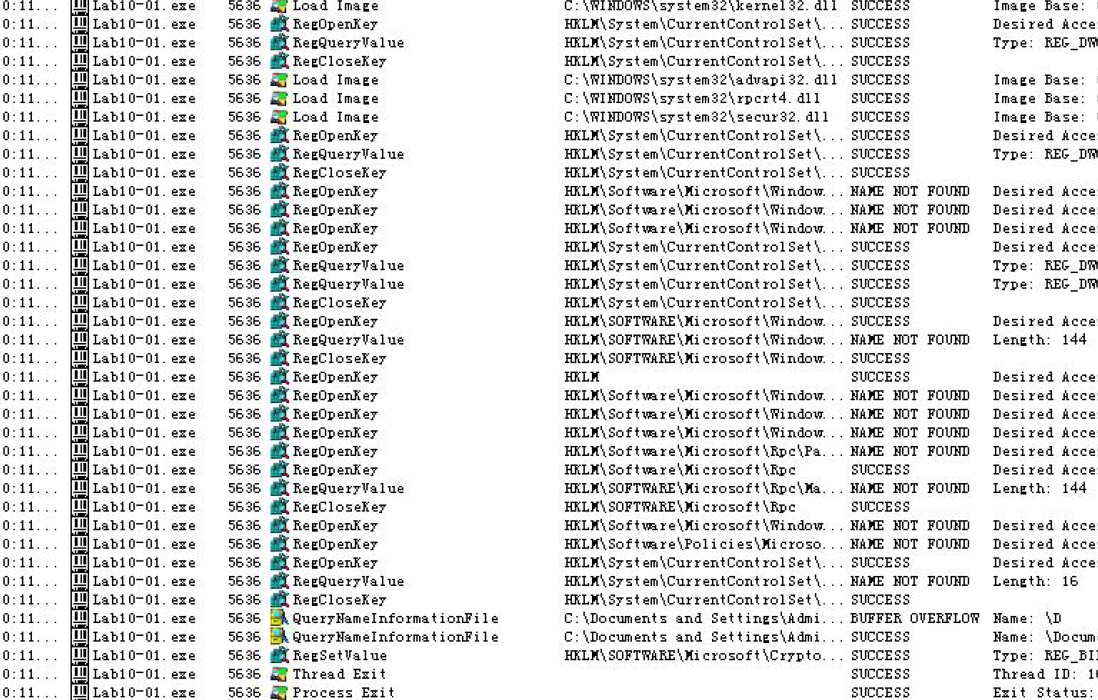 0:11... Lab10-01.exe 5636 Load Image C:\WINDOWS\system32\kernel32.dll SUCCESS Image Base:
0:11... Lab10-01.exe 5636 RegOpenKey HKLM\System\CurrentControlSet\... SUCCESS Desired Acce
0:11... Lab10-01.exe 5636 RegQueryValue HKLM\System\CurrentControlSet\... SUCCESS Type: REG_DW
0:11... Lab10-01.exe 5636 RegCloseKey HKLM\System\CurrentControlSet\... SUCCESS
0:11... Lab10-01.exe 5636 Load Image C:\WINDOWS\system32\advapi32.dll SUCCESS Image Base:
0:11... Lab10-01.exe 5636 Load Image C:\WINDOWS\system32\rpcrt4.dll SUCCESS Image Base:
0:11... Lab10-01.exe 5636 Load Image C:\WINDOWS\system32\secur32.dll SUCCESS Image Base:
0:11... Lab10-01.exe 5636 RegOpenKey HKLM\System\CurrentControlSet\... SUCCESS Desired Acce
0:11... Lab10-01.exe 5636 RegQueryValue HKLM\System\CurrentControlSet\... SUCCESS Type: REG_DW
0:11... Lab10-01.exe 5636 RegCloseKey HKLM\System\CurrentControlSet\... SUCCESS
0:11... Lab10-01.exe 5636 RegOpenKey HKLM\Software\Microsoft\Window... NAME NOT FOUND Desired Acce
0:11... Lab10-01.exe 5636 RegOpenKey HKLM\Software\Microsoft\Window... NAME NOT FOUND Desired Acce
0:11... Lab10-01.exe 5636 RegOpenKey HKLM\Software\Microsoft\Window... NAME NOT FOUND Desired Acce
0:11... Lab10-01.exe 5636 RegOpenKey HKLM\System\CurrentControlSet\... SUCCESS Desired Acce
0:11... Lab10-01.exe 5636 RegQueryValue HKLM\System\CurrentControlSet\... SUCCESS Type: REG_DW
0:11... Lab10-01.exe 5636 RegQueryValue HKLM\System\CurrentControlSet\... SUCCESS Type: REG_DW
0:11... Lab10-01.exe 5636 RegCloseKey HKLM\System\CurrentControlSet\... SUCCESS
0:11... Lab10-01.exe 5636 RegOpenKey HKLM\SOFTWARE\Microsoft\Window... SUCCESS Desired Acce
0:11... Lab10-01.exe 5636 RegQueryValue HKLM\SOFTWARE\Microsoft\Window... NAME NOT FOUND Length: 144
0:11... Lab10-01.exe 5636 RegCloseKey HKLM\SOFTWARE\Microsoft\Window... SUCCESS
0:11... Lab10-01.exe 5636 RegOpenKey HKLM SUCCESS Desired Acce
0:11... Lab10-01.exe 5636 RegOpenKey HKLM\Software\Microsoft\Window... NAME NOT FOUND Desired Acce
0:11... Lab10-01.exe 5636 RegOpenKey HKLM\Software\Microsoft\Window... NAME NOT FOUND Desired Acce
0:11... Lab10-01.exe 5636 RegOpenKey HKLM\Software\Microsoft\Window... NAME NOT FOUND Desired Acce
0:11... Lab10-01.exe 5636 RegOpenKey HKLM\Software\Microsoft\Rpc\Pa... NAME NOT FOUND Desired Acce
0:11... Lab10-01.exe 5636 RegOpenKey HKLM\Software\Microsoft\Rpc SUCCESS Desired Acce
0:11... Lab10-01.exe 5636 RegQueryValue HKLM\SOFTWARE\Microsoft\Rpc\Ma... NAME NOT FOUND Length: 144
0:11... Lab10-01.exe 5636 RegCloseKey HKLM\SOFTWARE\Microsoft\Rpc SUCCESS
0:11... Lab10-01.exe 5636 RegOpenKey HKLM\Software\Microsoft\Window... NAME NOT FOUND Desired Acce
0:11... Lab10-01.exe 5636 RegOpenKey HKLM\Software\Policies\Microso... NAME NOT FOUND Desired Acce
0:11... Lab10-01.exe 5636 RegOpenKey HKLM\System\CurrentControlSet\... SUCCESS Desired Acce
0:11... Lab10-01.exe 5636 RegQueryValue HKLM\System\CurrentControlSet\... NAME NOT FOUND Length: 16
0:11... Lab10-01.exe 5636 RegCloseKey HKLM\System\CurrentControlSet\... SUCCESS
0:11... Lab10-01.exe 5636 QueryNameInformationFile C:\Documents and Settings\Admi... BUFFER OVERFLOW Name: \D
0:11... Lab10-01.exe 5636 QueryNameInformationFile C:\Documents and Settings\Admi... SUCCESS Name: \Docum
0:11... Lab10-01.exe 5636 RegSetValue HKLM\SOFTWARE\Microsoft\Crypto... SUCCESS Type: REG_BI
0:11... Lab10-01.exe 5636 Thread Exit SUCCESS Thread ID: 1
0:11... Lab10-01.exe 5636 Process Exit SUCCESS Exit Status: